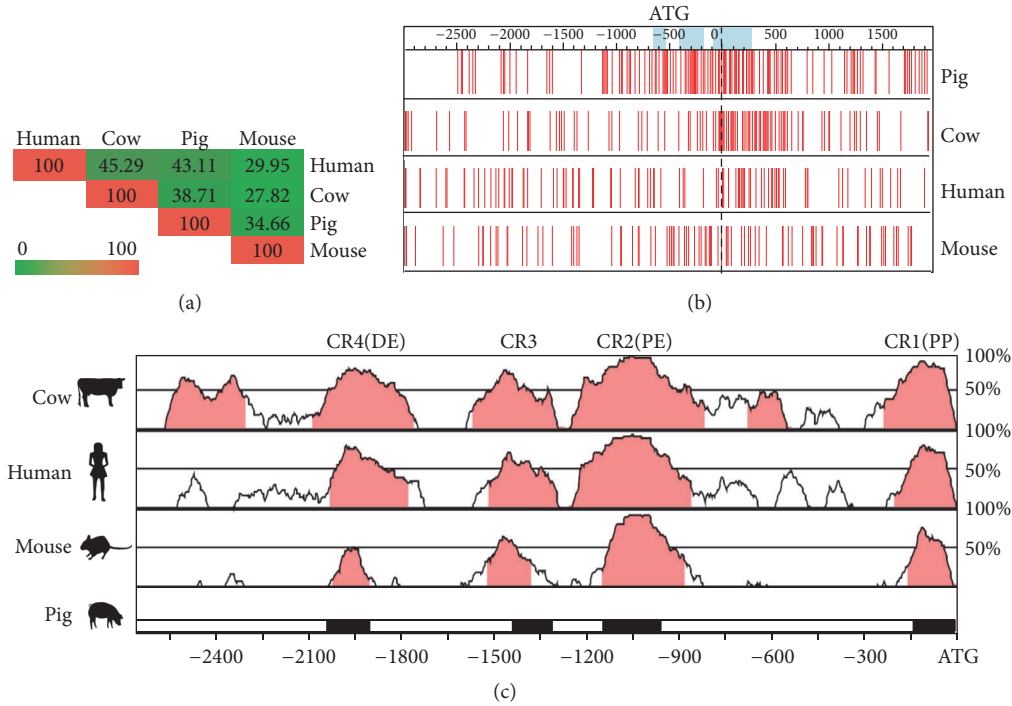 Human Cow Pig Mouse
100 45.29 43.11 29.95 Human
100 38.71 27.82 Cow
100 34.66 Pig
100 Mouse
0 100
(a)
ATG
−2500 −2000 −1500 −1000 −500 0 500 1000 1500
Pig
Cow
Human
Mouse
(b)
CR4(DE) CR3 CR2(PE) CR1(PP)
100%
Cow 50%
100%
Human 50%
100%
Mouse 50%
Pig
−2400 −2100 −1800 −1500 −1200 −900 −600 −300 ATG
(c)